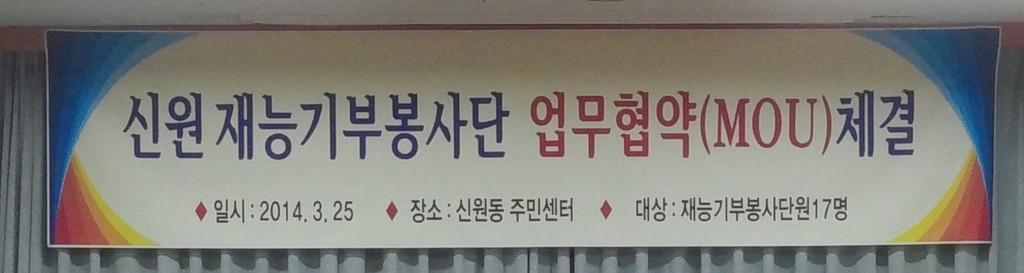 신원 재능기부봉사단 업무협약(MOU)체결
♦ 일시 : 2014. 3. 25 ♦ 장소 : 신원동 주민센터 ♦ 대상 : 재능기부봉사단원17명